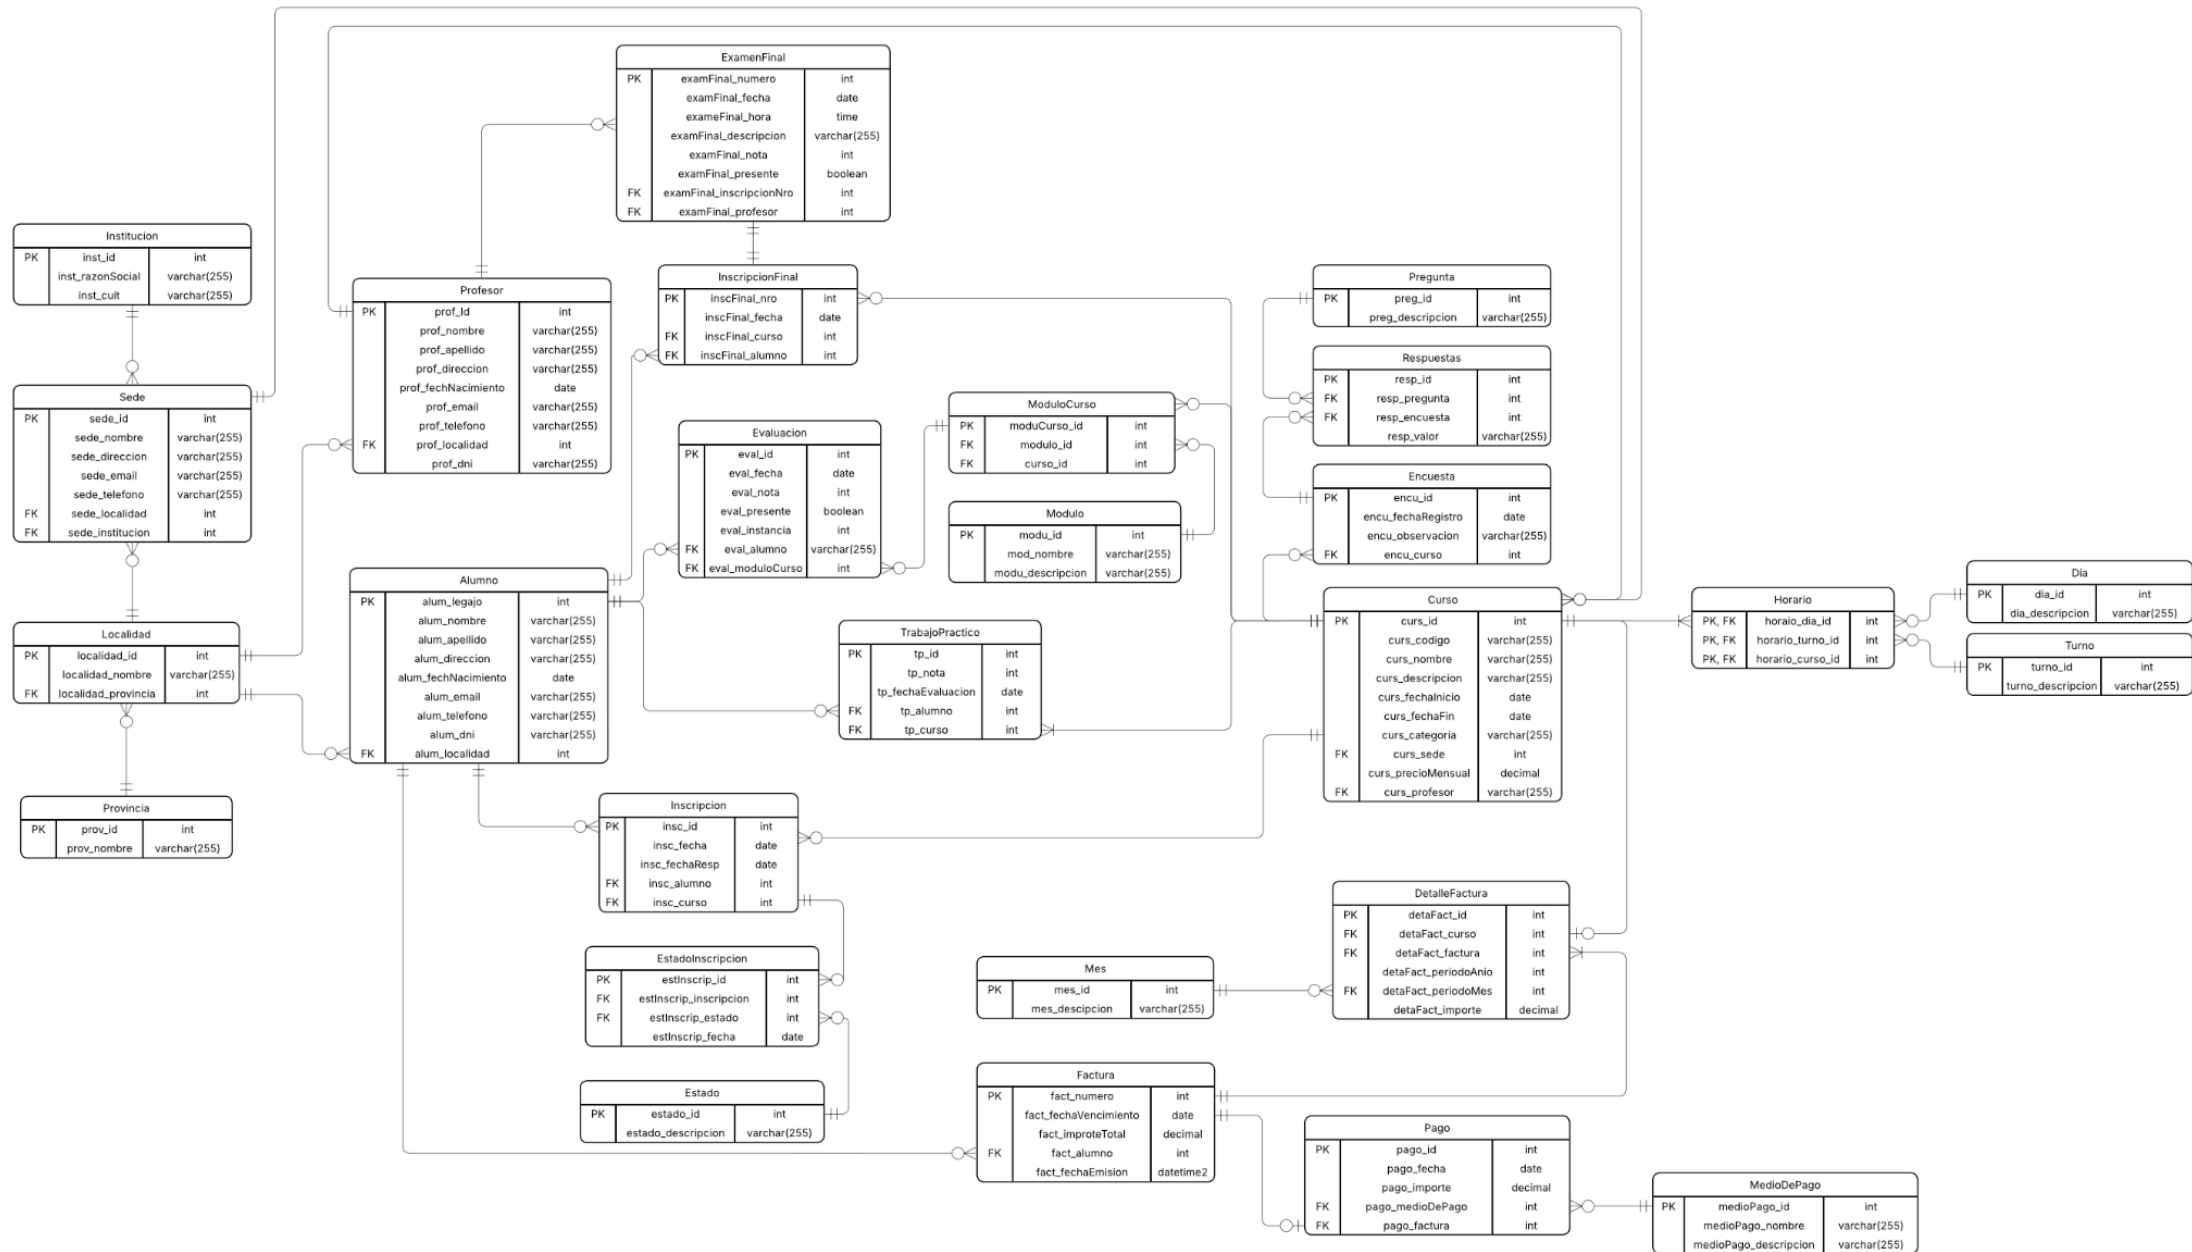 ExamenFinal
PK examFinal_numero int
examFinal_fecha date
exameFinal_hora time
examFinal_descripcion varchar(255)
examFinal_nota int
examFinal_presente boolean
FK examFinal_inscripcionNro int
FK examFinal_profesor int
Institucion
PK inst_id int
inst_razonSocial varchar(255)
inst_cuit varchar(255)
Profesor
PK prof_Id int
prof_nombre varchar(255)
prof_apellido varchar(255)
prof_direccion varchar(255)
prof_fechNacimiento date
prof_email varchar(255)
prof_telefono varchar(255)
FK prof_localidad int
prof_dni varchar(255)
InscripcionFinal
PK inscFinal_nro int
inscFinal_fecha date
FK inscFinal_curso int
FK inscFinal_alumno int
Pregunta
PK preg_id int
preg_descripcion varchar(255)
Respuestas
PK resp_id int
FK resp_pregunta int
FK resp_encuesta int
resp_valor varchar(255)
Sede
PK sede_id int
sede_nombre varchar(255)
sede_direccion varchar(255)
sede_email varchar(255)
sede_telefono varchar(255)
FK sede_localidad int
FK sede_institucion int
ModuloCurso
PK moduCurso_id int
FK modulo_id int
FK curso_id int
Evaluacion
PK eval_id int
eval_fecha date
eval_nota int
eval_presente boolean
eval_instancia int
FK eval_alumno varchar(255)
FK eval_moduloCurso int
Modulo
PK modu_id int
mod_nombre varchar(255)
modu_descripcion varchar(255)
Encuesta
PK encu_id int
encu_fechaRegistro date
encu_observacion varchar(255)
FK encu_curso int
Alumno
PK alum_legajo int
alum_nombre varchar(255)
alum_apellido varchar(255)
alum_direccion varchar(255)
alum_fechNacimiento date
alum_email varchar(255)
alum_telefono varchar(255)
alum_dni varchar(255)
FK alum_localidad int
Localidad
PK localidad_id int
localidad_nombre varchar(255)
FK localidad_provincia int
TrabajoPractico
PK tp_id int
tp_nota int
tp_fechaEvaluacion date
FK tp_alumno int
FK tp_curso int
Curso
PK curs_id int
curs_codigo varchar(255)
curs_nombre varchar(255)
curs_descripcion varchar(255)
curs_fechaInicio date
curs_fechaFin date
curs_categoria varchar(255)
FK curs_sede int
curs_precioMensual decimal
FK curs_profesor varchar(255)
Horario
PK, FK horaio_dia_id int
PK, FK horario_turno_id int
PK, FK horario_curso_id int
Día
PK dia_id int
dia_descripcion varchar(255)
Turno
PK turno_id int
turno_descripcion varchar(255)
Provincia
PK prov_id int
prov_nombre varchar(255)
Inscripcion
PK insc_id int
insc_fecha date
insc_fechaResp date
FK insc_alumno int
FK insc_curso int
EstadoInscripcion
PK estInscrip_id int
FK estInscrip_inscripcion int
FK estInscrip_estado int
estInscrip_fecha date
Estado
PK estado_id int
estado_descripcion varchar(255)
DetalleFactura
PK detaFact_id int
FK detaFact_curso int
FK detaFact_factura int
detaFact_periodoAnio int
FK detaFact_periodoMes int
detaFact_importe decimal
Mes
PK mes_id int
mes_descipcion varchar(255)
Factura
PK fact_numero int
fact_fechaVencimiento date
fact_improteTotal decimal
FK fact_alumno int
fact_fechaEmision datetime2
Pago
PK pago_id int
pago_fecha date
pago_importe decimal
FK pago_medioDePago int
FK pago_factura int
MedioDePago
PK medioPago_id int
medioPago_nombre varchar(255)
medioPago_descripcion varchar(255)